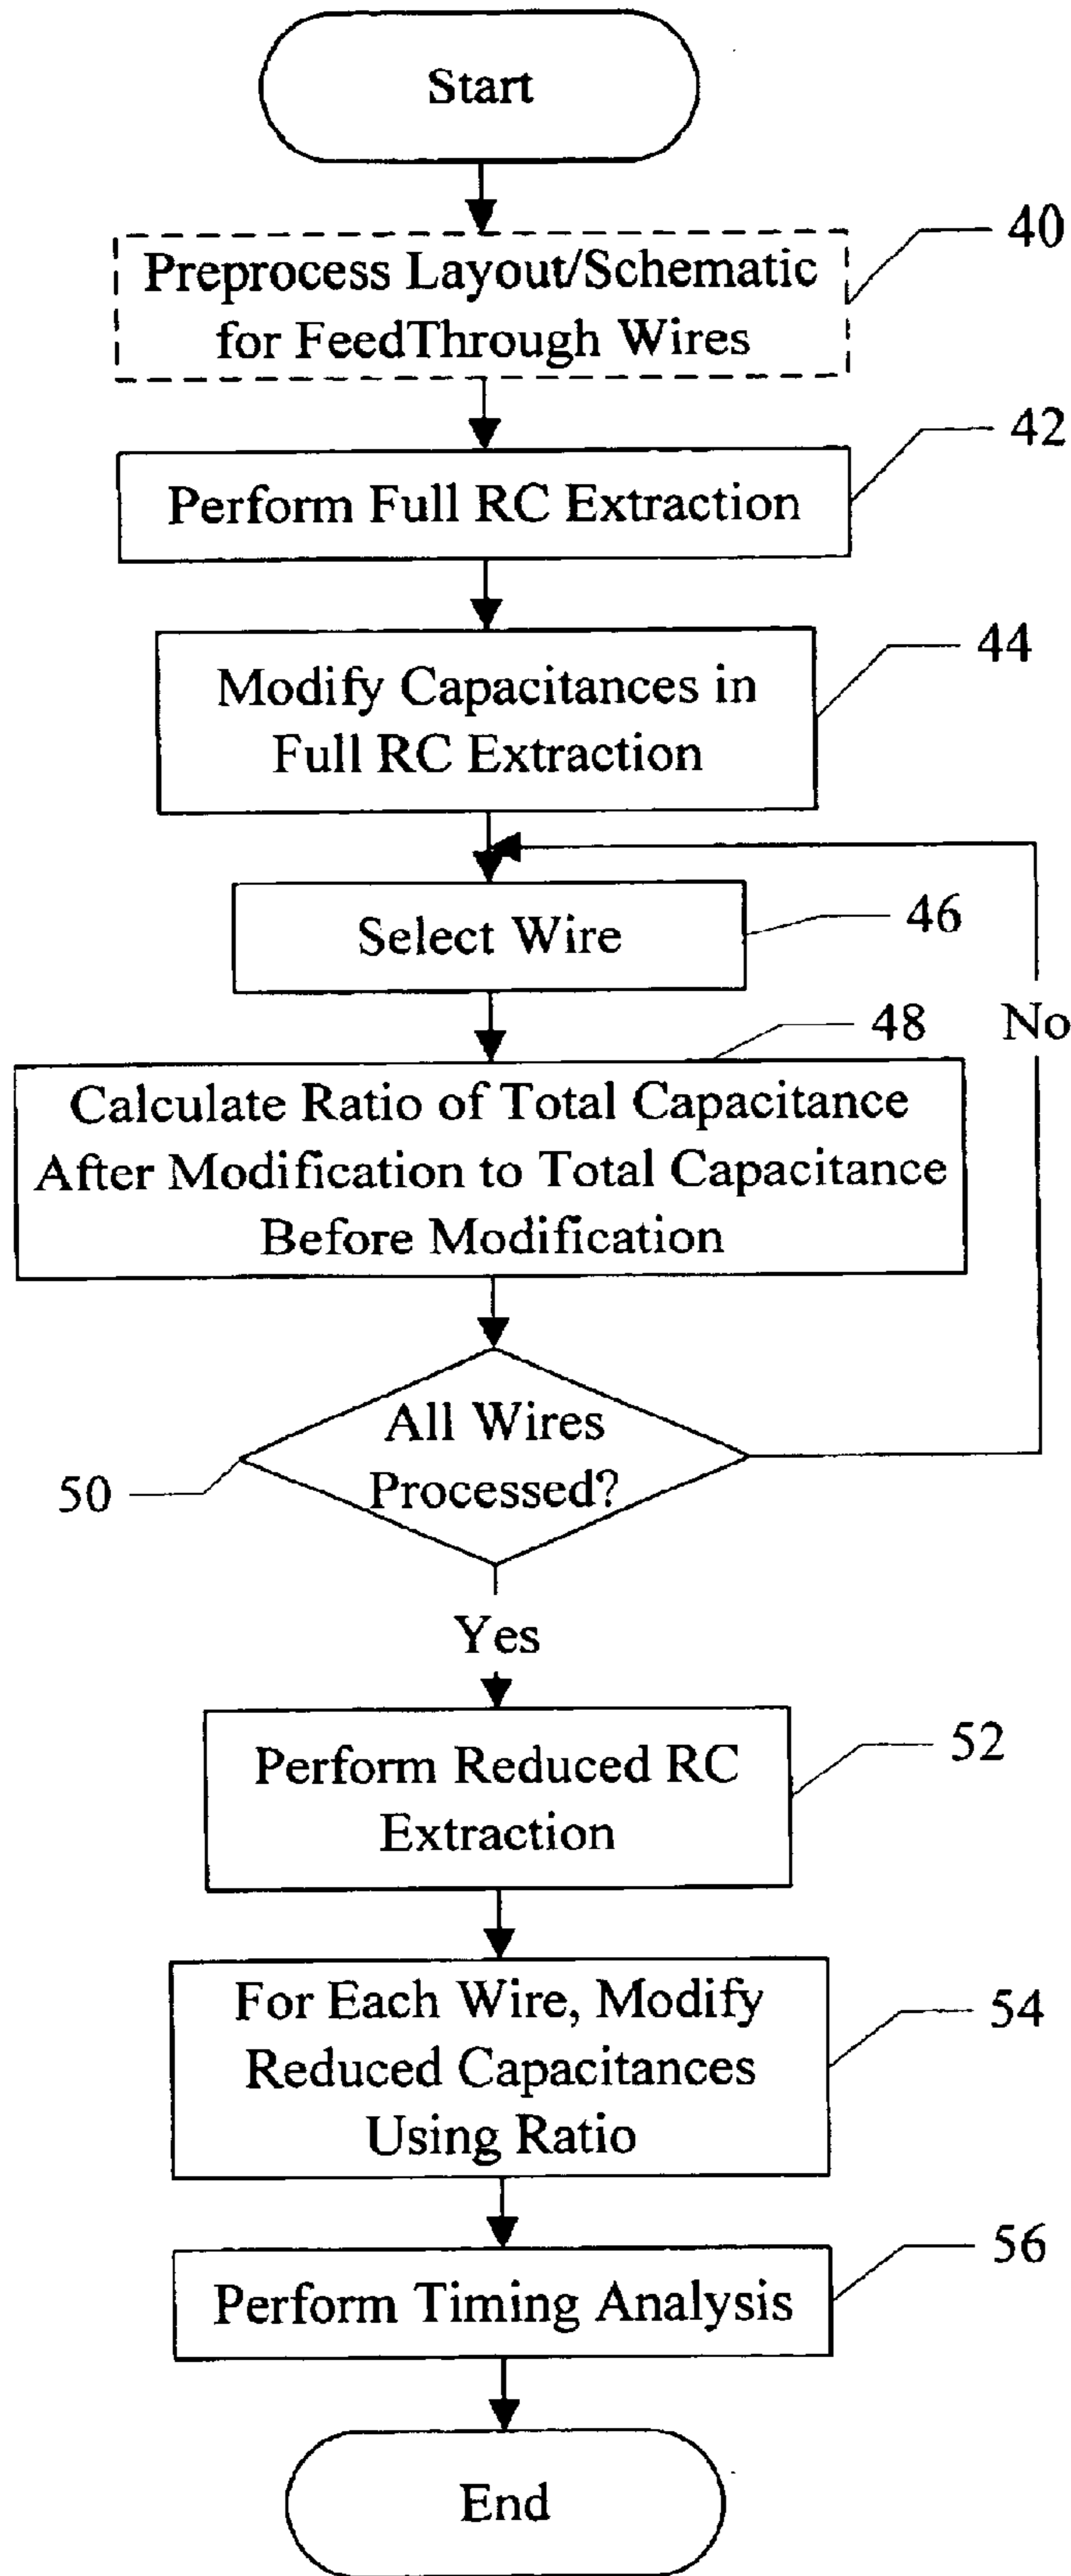 Start
40
Preprocess Layout/Schematic
for FeedThrough Wires
42
Perform Full RC Extraction
44
Modify Capacitances in
Full RC Extraction
46
Select Wire
48
No
Calculate Ratio of Total Capacitance
After Modification to Total Capacitance
Before Modification
All Wires
Processed?
50
Yes
52
Perform Reduced RC
Extraction
54
For Each Wire, Modify
Reduced Capacitances
Using Ratio
56
Perform Timing Analysis
End